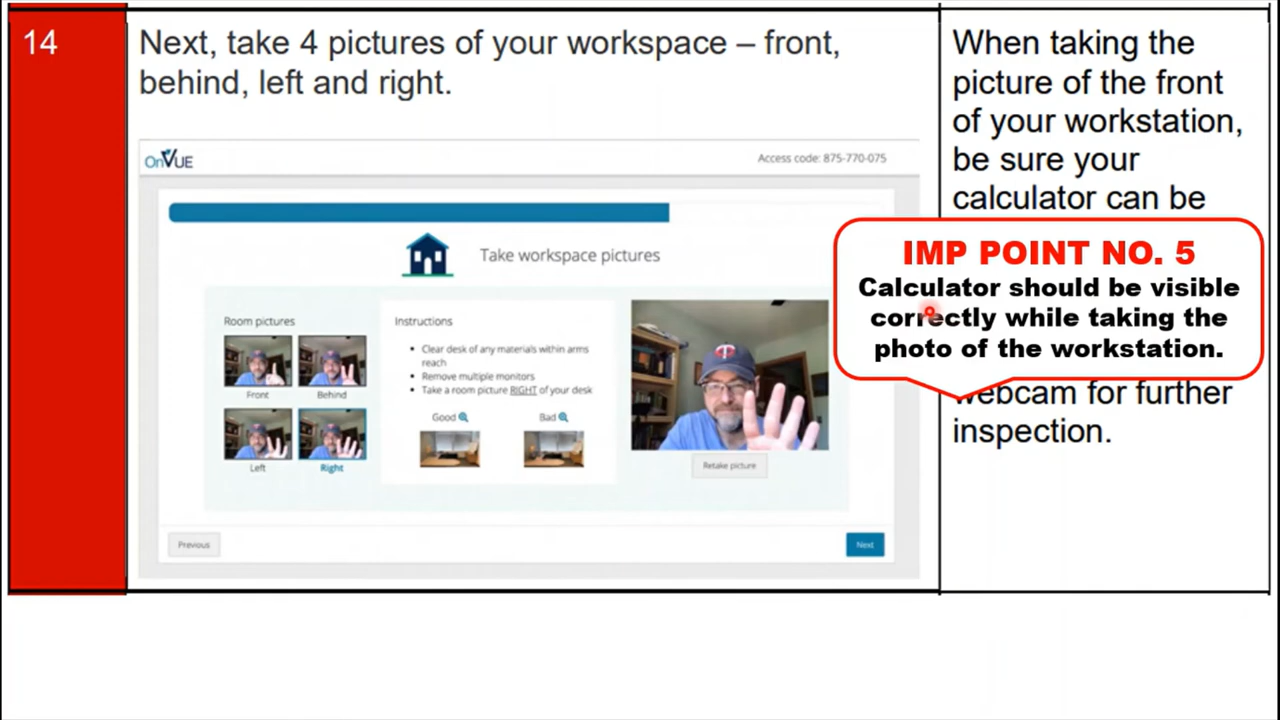 14
Next, take 4 pictures of your workspace – front,
behind, left and right.
OnVUE
Access code: 875-770-075
Take workspace pictures
Room pictures
Front
Behind
Left
Right
Instructions
• Clear desk of any materials within arms
reach
• Remove multiple monitors
• Take a room picture RIGHT of your desk
Good
Bad
Retake picture
Previous
Next
When taking the
picture of the front
of your workstation,
be sure your
calculator can be
IMP POINT NO. 5
Calculator should be visible
correctly while taking the
photo of the workstation.
webcam for further
inspection.